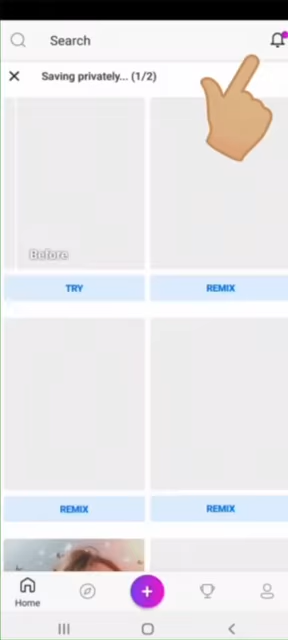 Search
Saving privately... (1/2)
Before
TRY
REMIX
REMIX
REMIX
Home